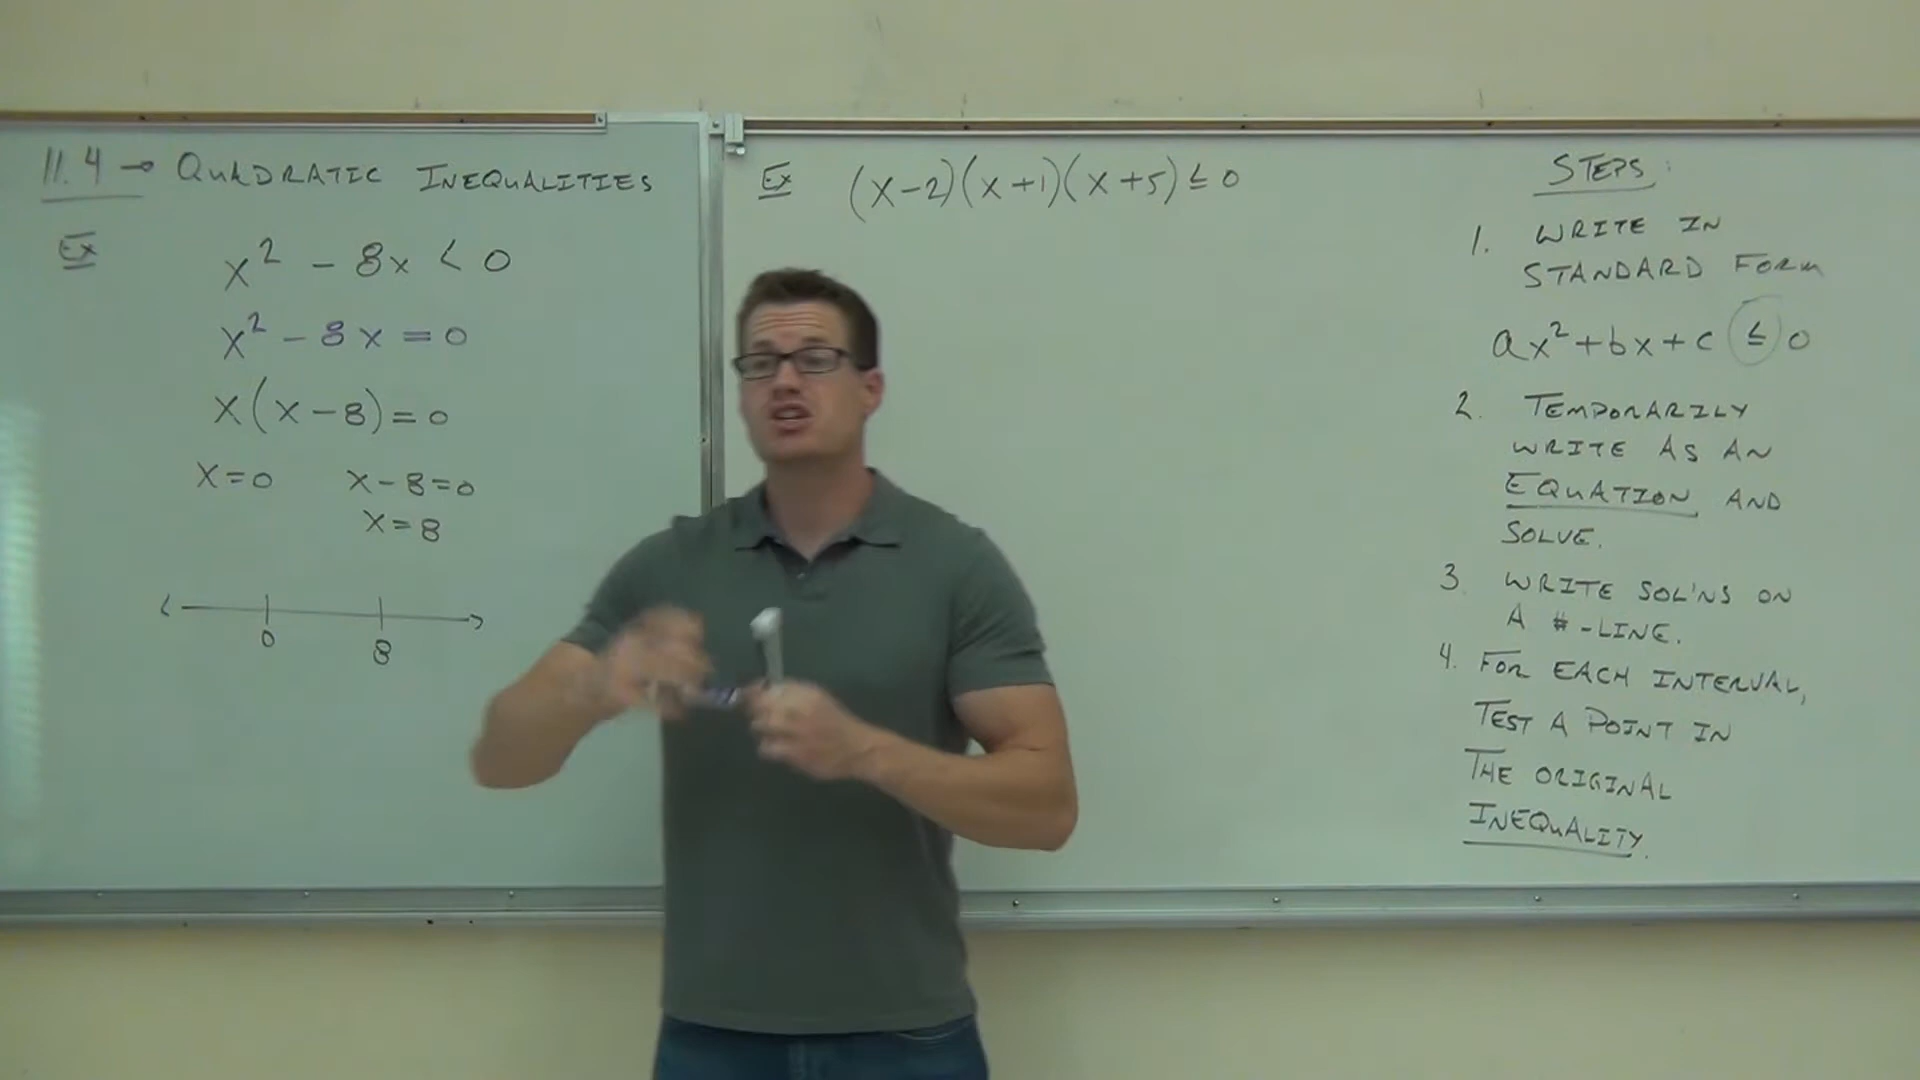 11.4 → QUADRATIC INEQUALITIES
Ex
x² - 8x < 0
x² - 8x = 0
x(x-8) = 0
x=0 x-8=0
x=8
0 8
Ex (x-2)(x+1)(x+5) ≤ 0
STEPS:
1. WRITE IN
STANDARD FORM
ax²+bx+c ≤ 0
2. TEMPORARILY
WRITE AS AN
EQUATION AND
SOLVE.
3. WRITE SOL'NS ON
A #-LINE.
4. FOR EACH INTERVAL,
TEST A POINT IN
THE ORIGINAL
INEQUALITY.